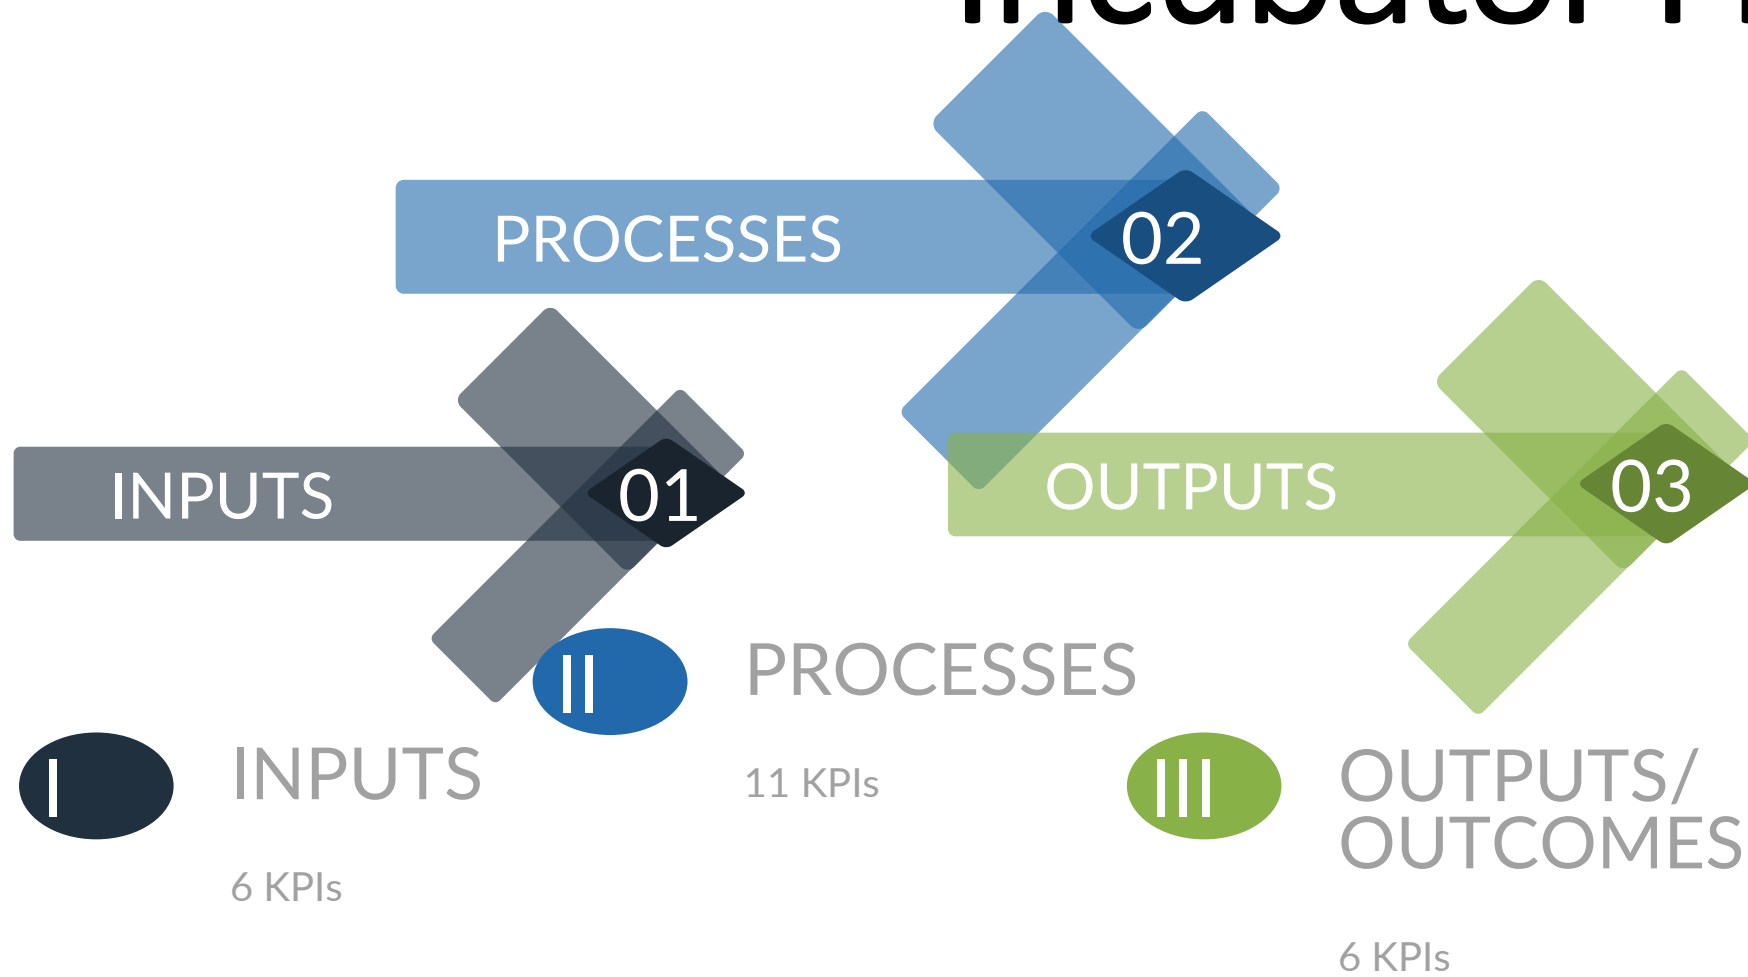 PROCESSES 02
INPUTS 01
OUTPUTS 03
II PROCESSES
11 KPIs
I INPUTS
6 KPIs
III OUTPUTS/
OUTCOMES
6 KPIs